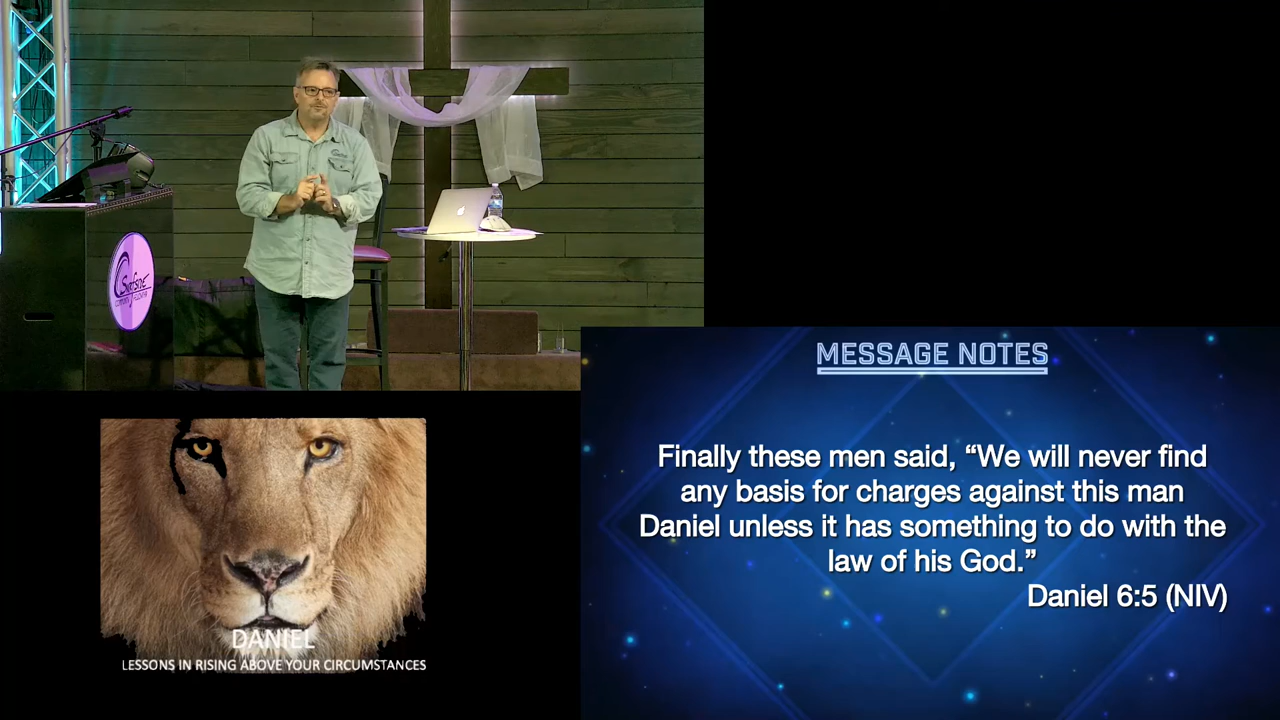 Surfside
MESSAGE NOTES
Finally these men said, “We will never find
any basis for charges against this man
Daniel unless it has something to do with the
law of his God.”
Daniel 6:5 (NIV)
DANIEL
LESSONS IN RISING ABOVE YOUR CIRCUMSTANCES